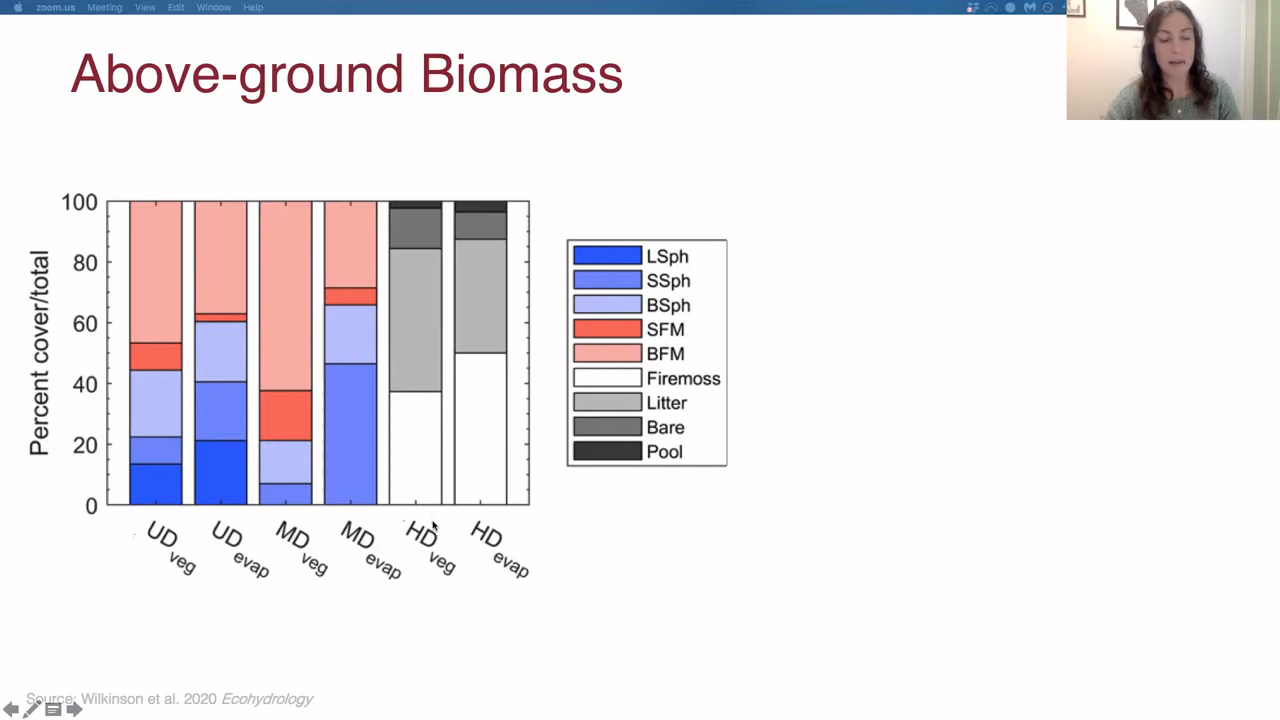 zoom.us Meeting View Edit Window Help
Above-ground Biomass
100
80
60
40
20
0
Percent cover/total
UD veg
UD evap
MD veg
MD evap
HD veg
HD evap
LSph
SSph
BSph
SFM
BFM
Firemoss
Litter
Bare
Pool
Source: Wilkinson et al. 2020 Ecohydrology